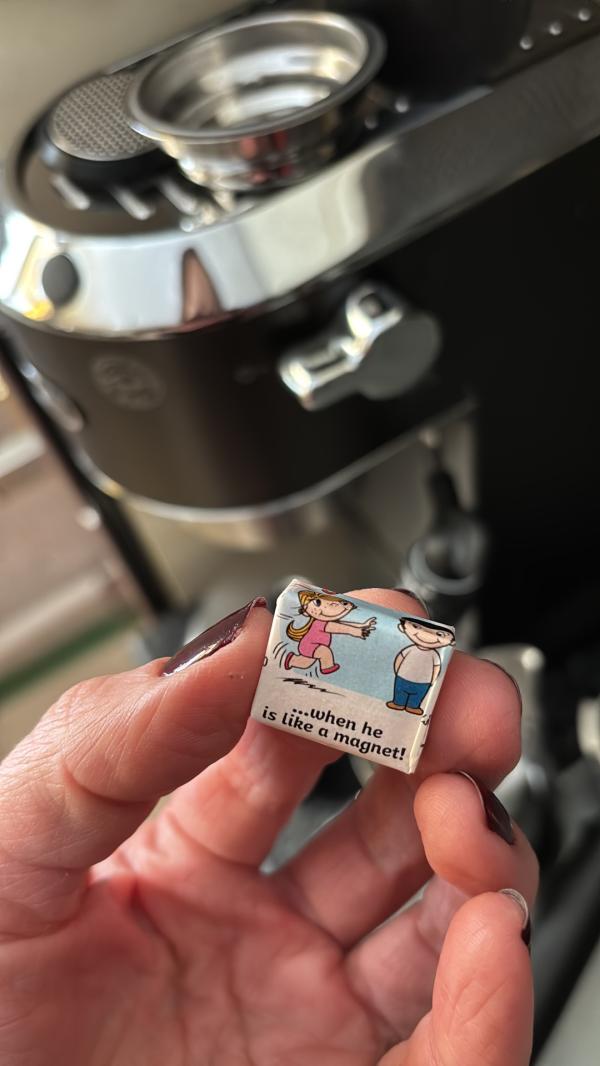 ...when he
is like a magnet!